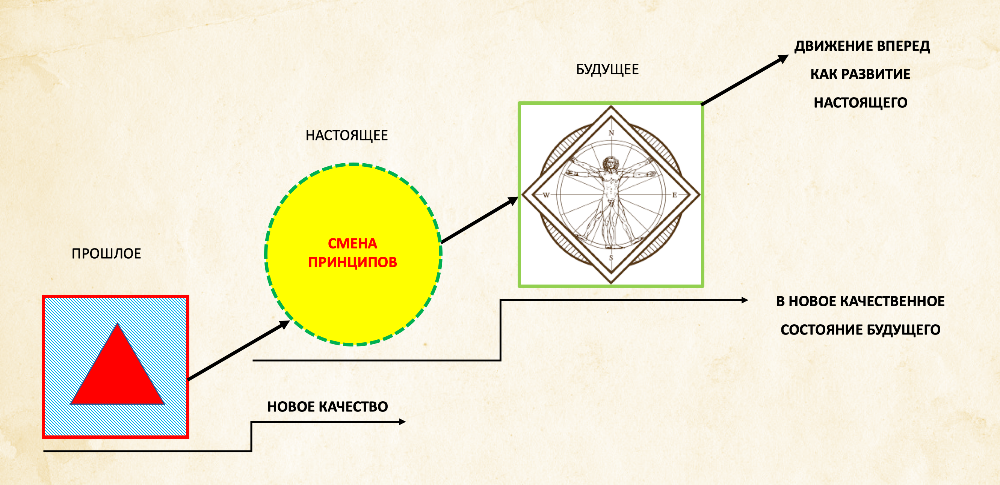 ДВИЖЕНИЕ ВПЕРЕД
КАК РАЗВИТИЕ
НАСТОЯЩЕГО
БУДУЩЕЕ
N
W
E
S
НАСТОЯЩЕЕ
СМЕНА
ПРИНЦИПОВ
ПРОШЛОЕ
В НОВОЕ КАЧЕСТВЕННОЕ
СОСТОЯНИЕ БУДУЩЕГО
НОВОЕ КАЧЕСТВО